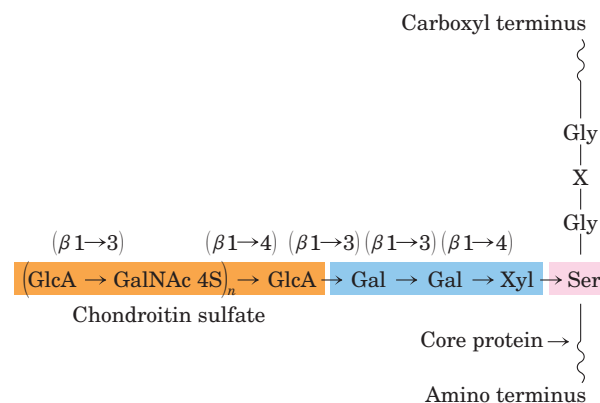 Carboxyl terminus
Gly
X
Gly
(β1→3) (β1→4) (β1→3) (β1→3) (β1→4)
(GlcA → GalNAc 4S)n → GlcA → Gal → Gal → Xyl → Ser
Chondroitin sulfate
Core protein →
Amino terminus